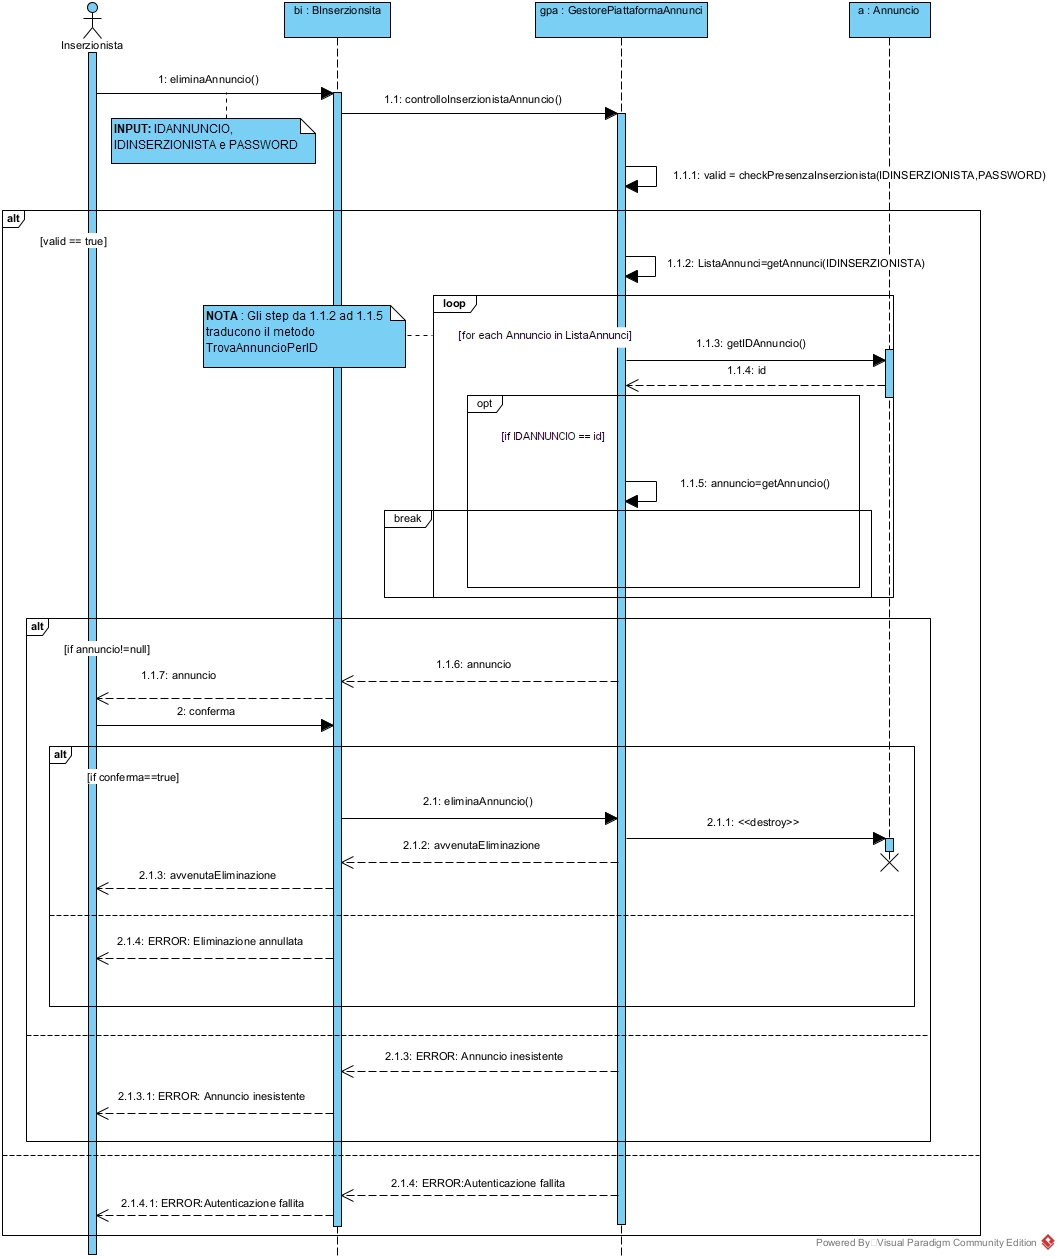 bi : BInserzionsita
gpa : GestorePiattaformaAnnunci
a : Annuncio
Inserzionista
1: eliminaAnnuncio()
1.1: controlloInserzionistaAnnuncio()
INPUT: IDANNUNCIO,
IDINSERZIONISTA e PASSWORD
1.1.1: valid = checkPresenzaInserzionista(IDINSERZIONISTA,PASSWORD)
alt
[valid == true]
1.1.2: ListaAnnunci=getAnnunci(IDINSERZIONISTA)
loop
NOTA : Gli step da 1.1.2 ad 1.1.5
traducono il metodo
TrovaAnnuncioPerID
[for each Annuncio in ListaAnnunci]
1.1.3: getIDAnnuncio()
1.1.4: id
opt
[if IDANNUNCIO == id]
1.1.5: annuncio=getAnnuncio()
break
alt
[if annuncio!=null]
1.1.6: annuncio
1.1.7: annuncio
2: conferma
alt
[if conferma==true]
2.1: eliminaAnnuncio()
2.1.1: <<destroy>>
2.1.2: avvenutaEliminazione
2.1.3: avvenutaEliminazione
2.1.4: ERROR: Eliminazione annullata
2.1.3: ERROR: Annuncio inesistente
2.1.3.1: ERROR: Annuncio inesistente
2.1.4: ERROR:Autenticazione fallita
2.1.4.1: ERROR:Autenticazione fallita
Powered By Visual Paradigm Community Edition